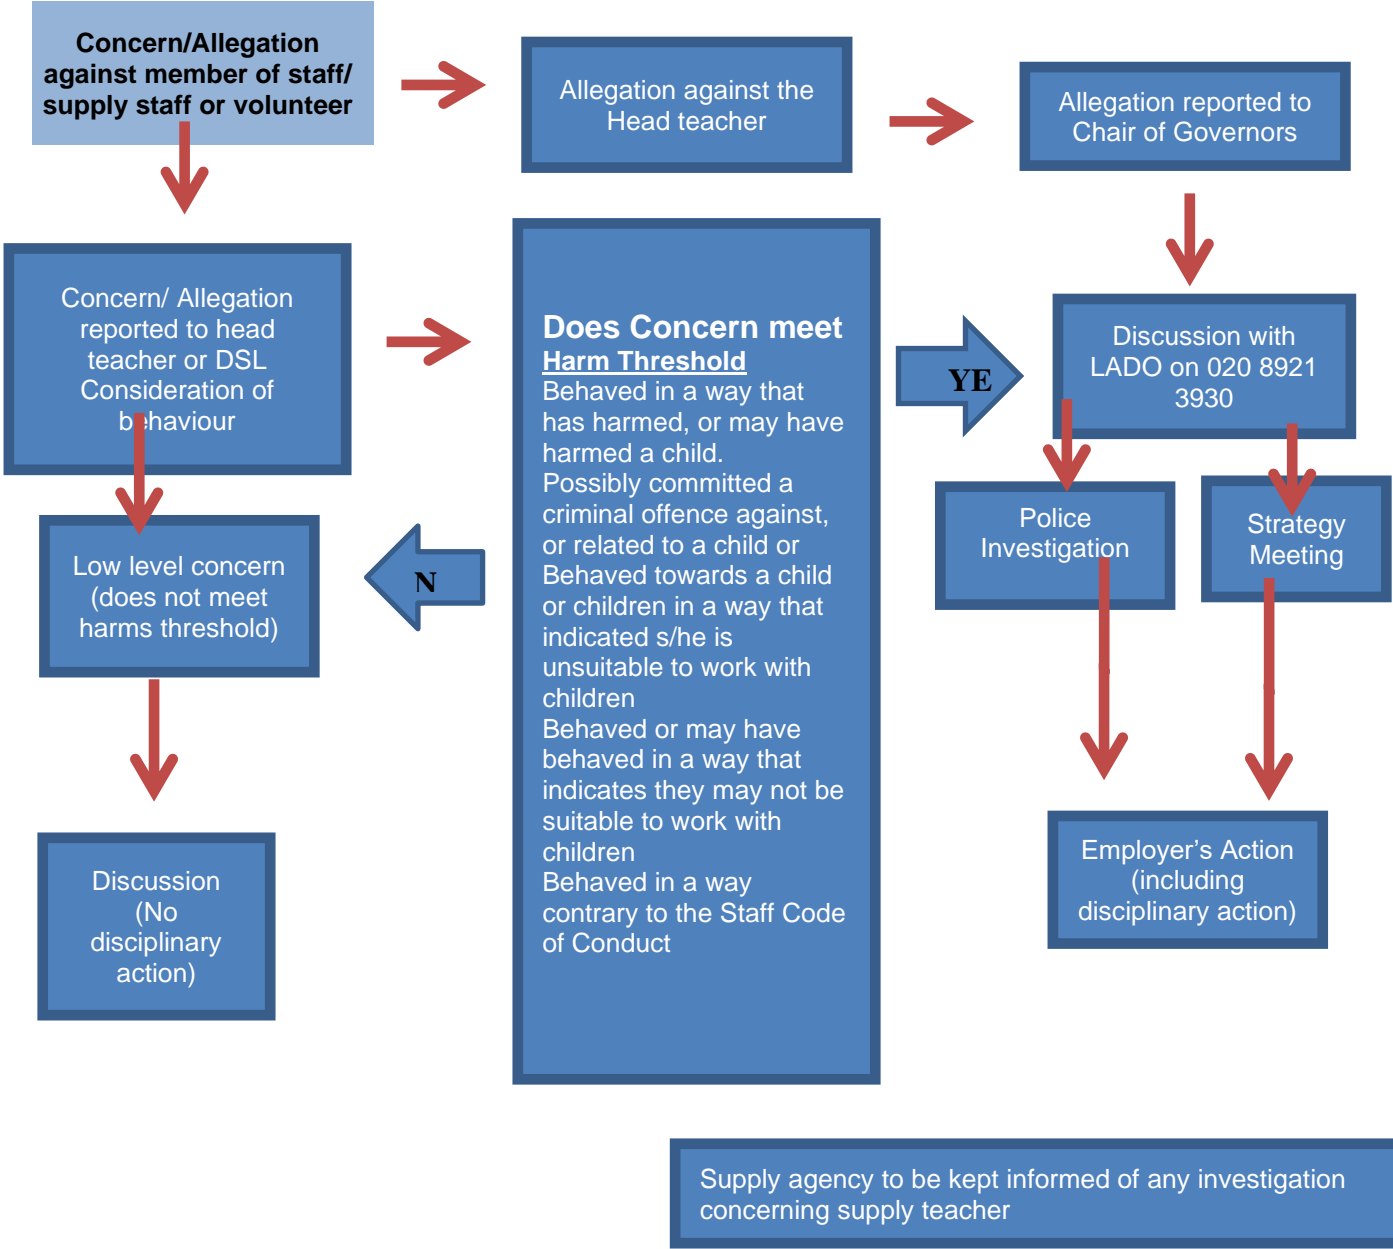 Concern/Allegation
against member of staff/
supply staff or volunteer
Allegation against the
Head teacher
Allegation reported to
Chair of Governors
Concern/ Allegation
reported to head
teacher or DSL
Consideration of
behaviour
Does Concern meet
Harm Threshold
Behaved in a way that
has harmed, or may have
harmed a child.
Possibly committed a
criminal offence against,
or related to a child or
Behaved towards a child
or children in a way that
indicated s/he is
unsuitable to work with
children
Behaved or may have
behaved in a way that
indicates they may not be
suitable to work with
children
Behaved in a way
contrary to the Staff Code
of Conduct
YE
Discussion with
LADO on 020 8921
3930
N
Low level concern
(does not meet
harms threshold)
Police
Investigation
Strategy
Meeting
Discussion
(No
disciplinary
action)
Employer’s Action
(including
disciplinary action)
Supply agency to be kept informed of any investigation
concerning supply teacher